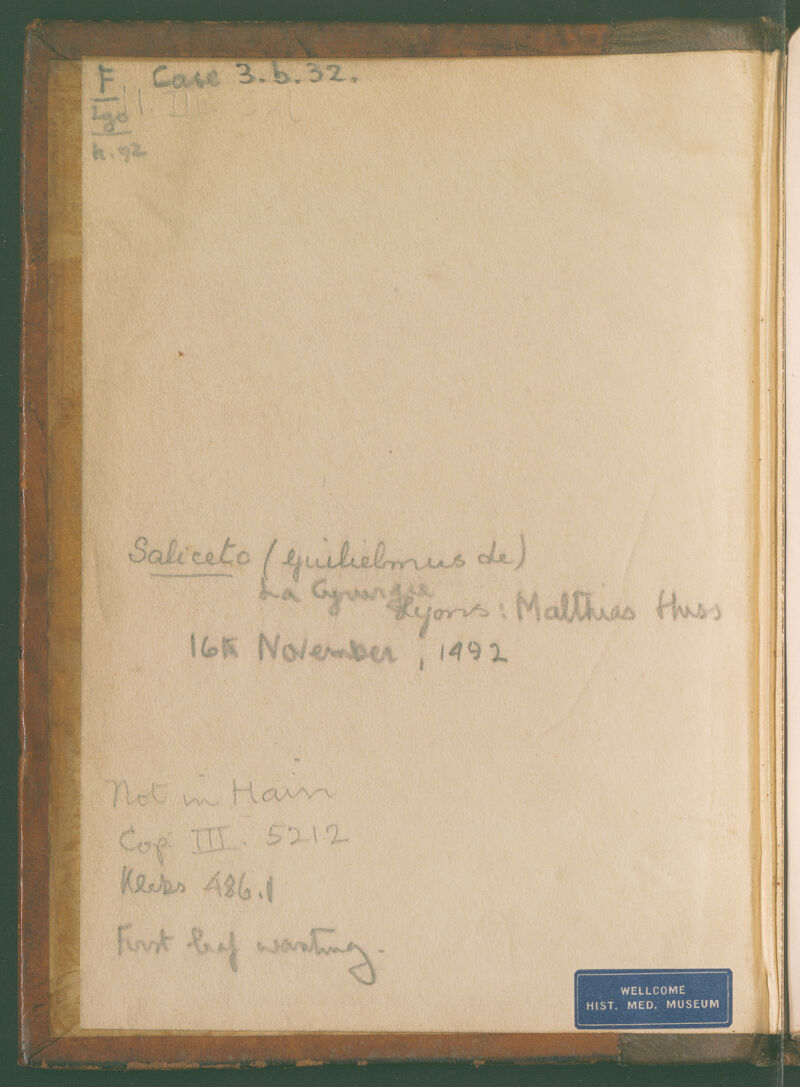 F Case 3.b.32.
Lyo
h.92
Saliceto (Guilielmus de)
La Cyrurgie
Lyons: Matthias Huss
16th November, 1492
Not in Hain
Cop III. 5212
Klebs 486.1
First leaf wanting.
WELLCOME
HIST. MED. MUSEUM